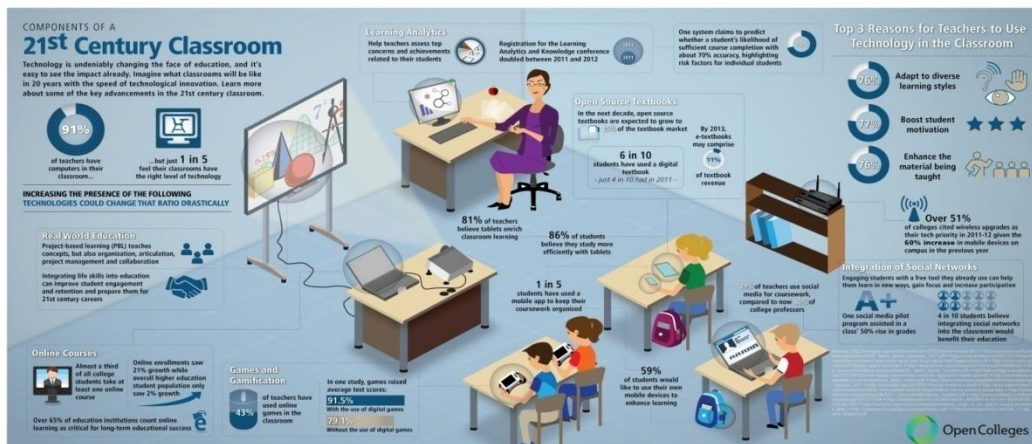 COMPONENTS OF A
21st Century Classroom
Technology is undeniably changing the face of education, and it's
easy to see the impact already. Imagine what classrooms will be like
in 20 years with the speed of technological innovation. Learn more
about some of the key advancements in the 21st century classroom.
91%
of teachers have
computers in their
classroom...
...but just 1 in 5
feel their classrooms have
the right level of technology
INCREASING THE PRESENCE OF THE FOLLOWING
TECHNOLOGIES COULD CHANGE THAT RATIO DRASTICALLY
Real World Education
Project-based learning (PBL) teaches
concepts, but also organization, articulation,
project management and collaboration
Integrating life skills into education
can improve student engagement
and retention and prepare them for
21st century careers
Online Courses
Almost a third
of all college
students take at
least one online
course
Online enrollments saw
21% growth while
overall higher education
student population only
saw 2% growth
Over 65% of education institutions count online
learning as critical for long-term educational success
Games and
Gamification
43%
of teachers have
used online
games in the
classroom
In one study, games raised
average test scores:
91.5%
With the use of digital games
79.1%
Without the use of digital games
Learning Analytics
Help teachers assess top
concerns and achievements
related to their students
Registration for the Learning
Analytics and Knowledge conference
doubled between 2011 and 2012
2012
2011
One system claims to predict
whether a student's likelihood of
sufficient course completion with
about 70% accuracy, highlighting
risk factors for individual students
Open Source Textbooks
In the next decade, open source
textbooks are expected to grow to
of the textbook market
6 in 10
students have used a digital
textbook
- just 4 in 10 had in 2011 -
By 2013,
e-textbooks
may comprise
11%
of textbook
revenue
81% of teachers
believe tablets enrich
classroom learning
86% of students
believe they study more
efficiently with tablets
1 in 5
students have used a
mobile app to keep their
coursework organized
59%
of students would
like to use their own
mobile devices to
enhance learning
of teachers use social
media for coursework,
compared to now of
college professors
Top 3 Reasons for Teachers to Use
Technology in the Classroom
76%
Adapt to diverse
learning styles
77%
Boost student
motivation
76%
Enhance the
material being
taught
Over 51%
of colleges cited wireless upgrades as
their tech priority in 2011-12 given the
60% increase in mobile devices on
campus in the previous year
Integration of Social Networks
Engaging students with a free tool they already use can help
them learn in new ways, gain focus and increase participation
A+
One social media pilot
program assisted in a
class' 50% rise in grades
4 in 10 students believe
integrating social networks
into the classroom would
benefit their education
Open Colleges